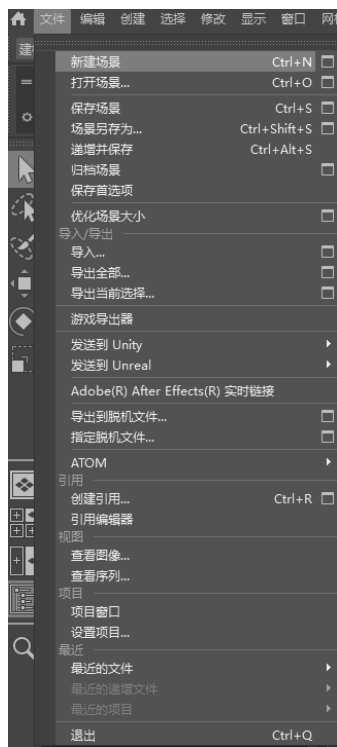 文件 编辑 创建 选择 修改 显示 窗口
新建场景 Ctrl+N
打开场景... Ctrl+O
保存场景 Ctrl+S
场景另存为... Ctrl+Shift+S
递增并保存 Ctrl+Alt+S
归档场景
保存首选项
优化场景大小
导入/导出
导入...
导出全部...
导出当前选择...
游戏导出器
发送到 Unity
发送到 Unreal
Adobe(R) After Effects(R) 实时链接
导出到脱机文件...
指定脱机文件...
ATOM
引用
创建引用... Ctrl+R
引用编辑器
视图
查看图像...
查看序列...
项目
项目窗口
设置项目...
最近
最近的文件
最近的递增文件
最近的项目
退出 Ctrl+Q